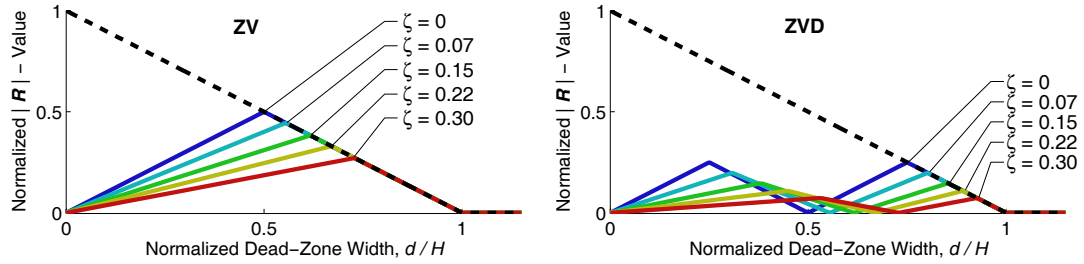 ZV
Normalized | R | – Value
1
0.5
0
ζ = 0
ζ = 0.07
ζ = 0.15
ζ = 0.22
ζ = 0.30
0
0.5
1
Normalized Dead–Zone Width, d / H
ZVD
Normalized | R | – Value
1
0.5
0
ζ = 0
ζ = 0.07
ζ = 0.15
ζ = 0.22
ζ = 0.30
0
0.5
1
Normalized Dead–Zone Width, d / H